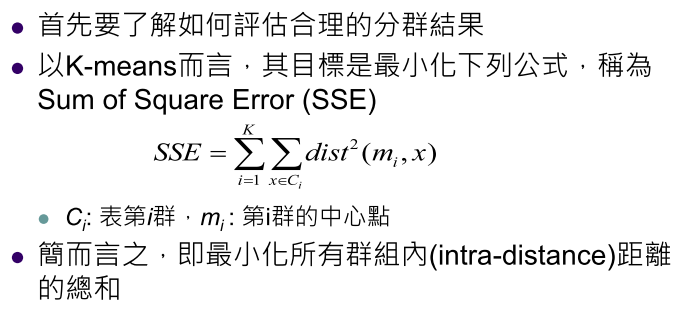 ● 首先要了解如何評估合理的分群結果
● 以K-means而言，其目標是最小化下列公式，稱為
Sum of Square Error (SSE)
$SSE = \sum_{i=1}^{K} \sum_{x \in C_i} dist^2(m_i, x)$
● $C_i$: 表第i群，$m_i$: 第i群的中心點
● 簡而言之，即最小化所有群組內(intra-distance)距離
的總和